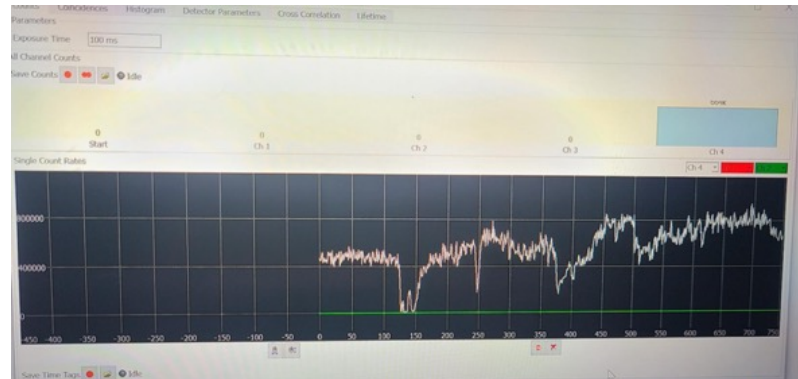 Coincidences Histogram Detector Parameters Cross Correlation Lifetime
Parameters
Exposure Time 100 ms
All Channel Counts
Save Counts Idle
0 0 0 0
Start Ch 1 Ch 2 Ch 3 Ch 4
Single Count Rates Ch 4
800000
400000
0
-450 -400 -350 -300 -250 -200 -150 -100 -50 0 50 100 150 200 250 300 350 400 450 500 550 600 650 700 750
Save Time Tags Idle